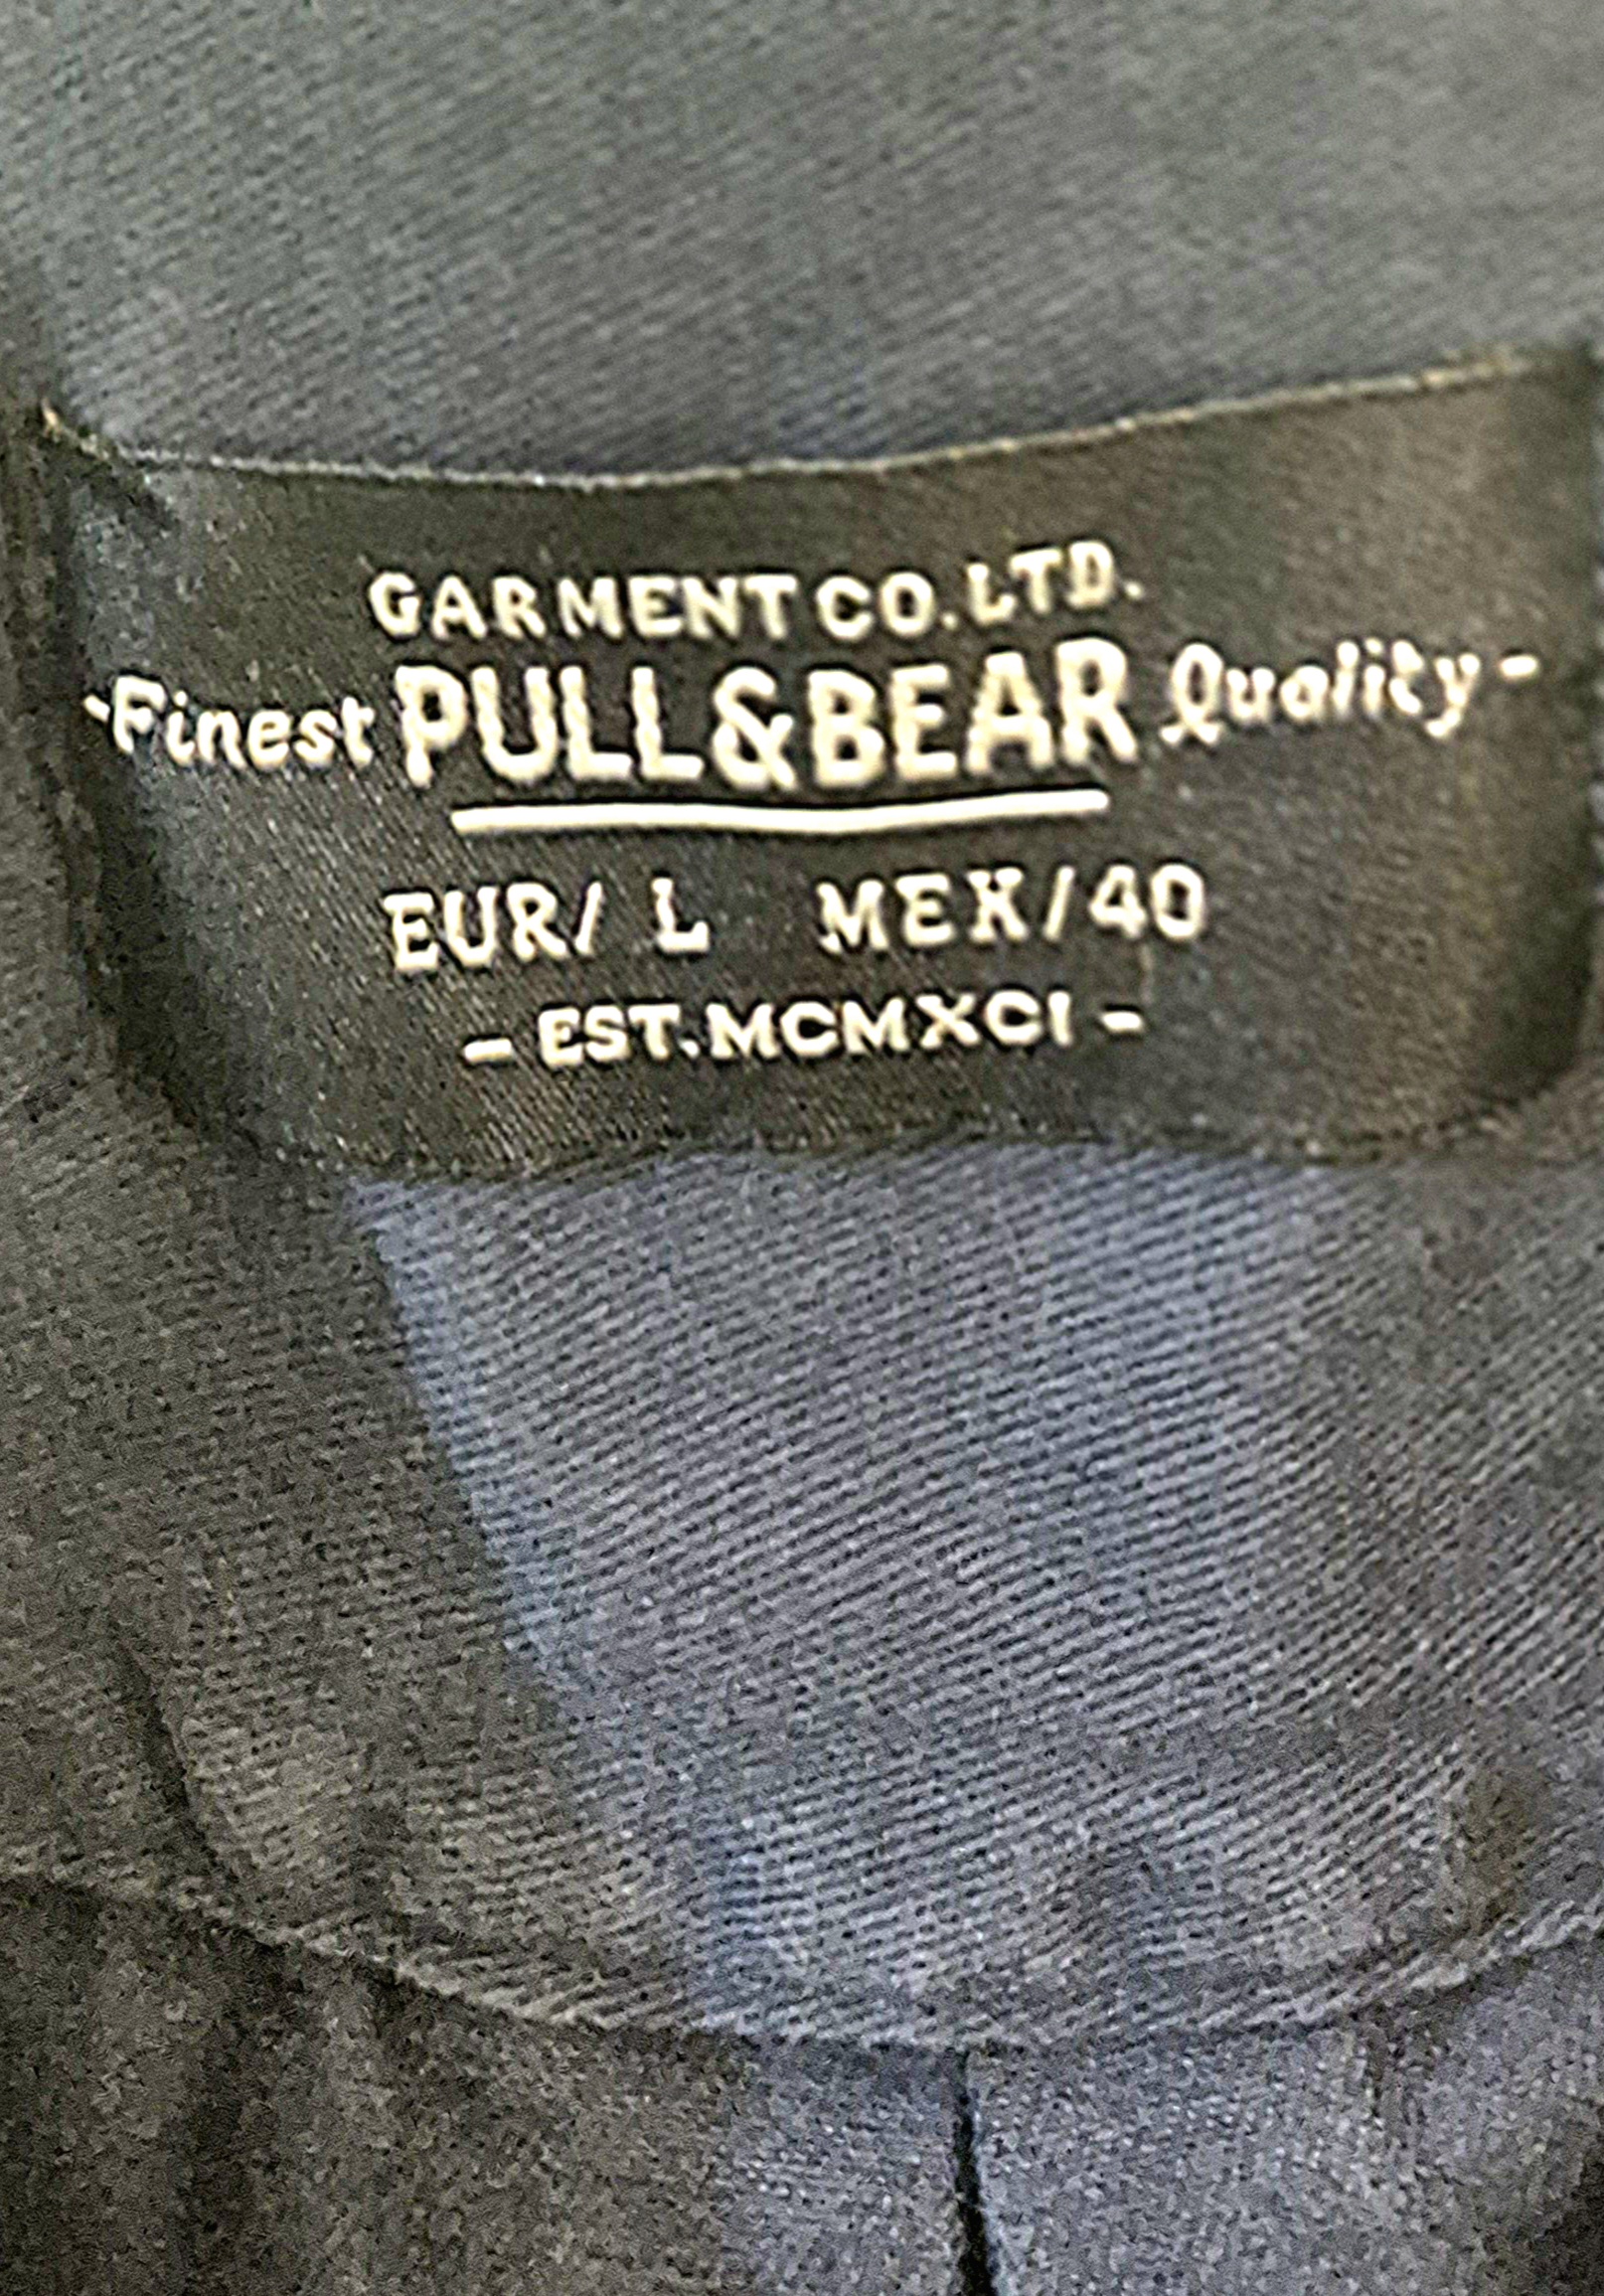 GARMENT CO. LTD.
-Finest PULL&BEAR Quality-
EUR/ L MEX/40
- EST.MCMXCI -